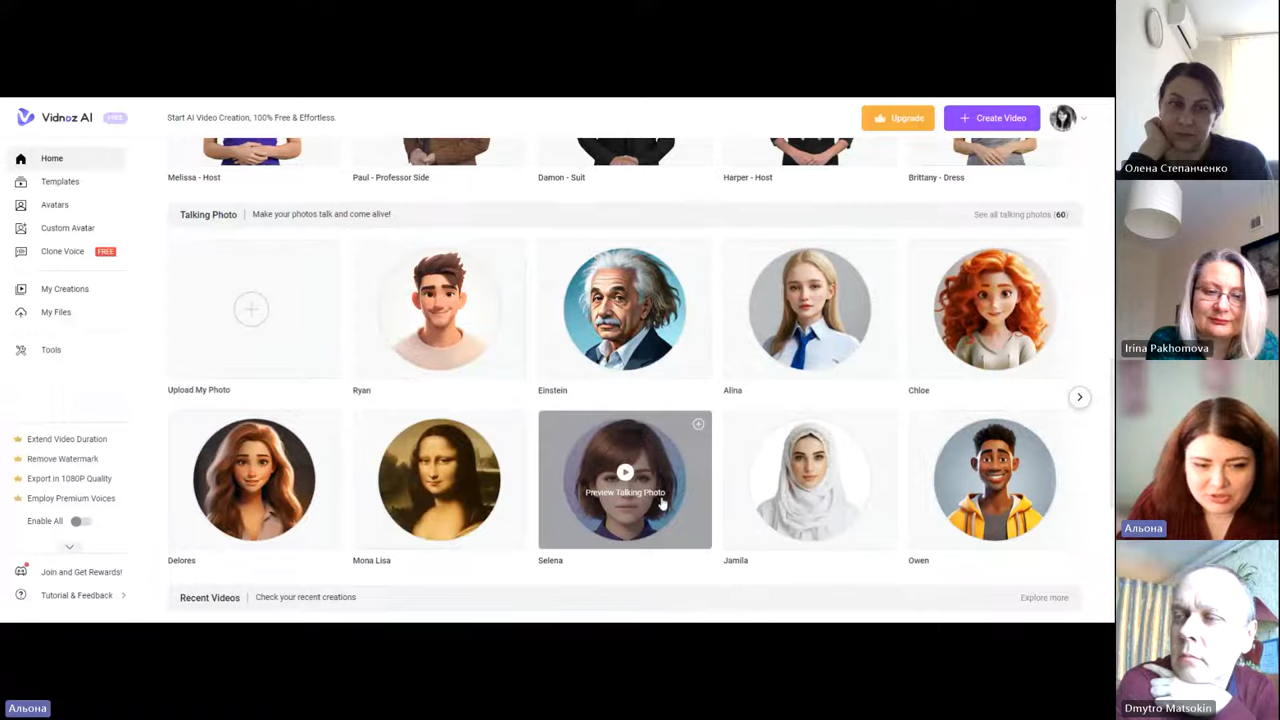 Vidnoz AI FREE
Start AI Video Creation, 100% Free & Effortless.
Upgrade
Create Video
Home
Templates
Avatars
Custom Avatar
Clone Voice FREE
My Creations
My Files
Tools
Extend Video Duration
Remove Watermark
Export in 1080P Quality
Employ Premium Voices
Enable All
Join and Get Rewards!
Tutorial & Feedback
Melissa - Host
Paul - Professor Side
Damon - Suit
Harper - Host
Brittany - Dress
Talking Photo
Make your photos talk and come alive!
See all talking photos (60)
Upload My Photo
Ryan
Einstein
Alina
Chloe
Preview Talking Photo
Delores
Mona Lisa
Selena
Jamila
Owen
Recent Videos
Check your recent creations
Explore more
Олена Степанченко
Irina Pakhomova
Альона
Dmytro Matsokin
Альона